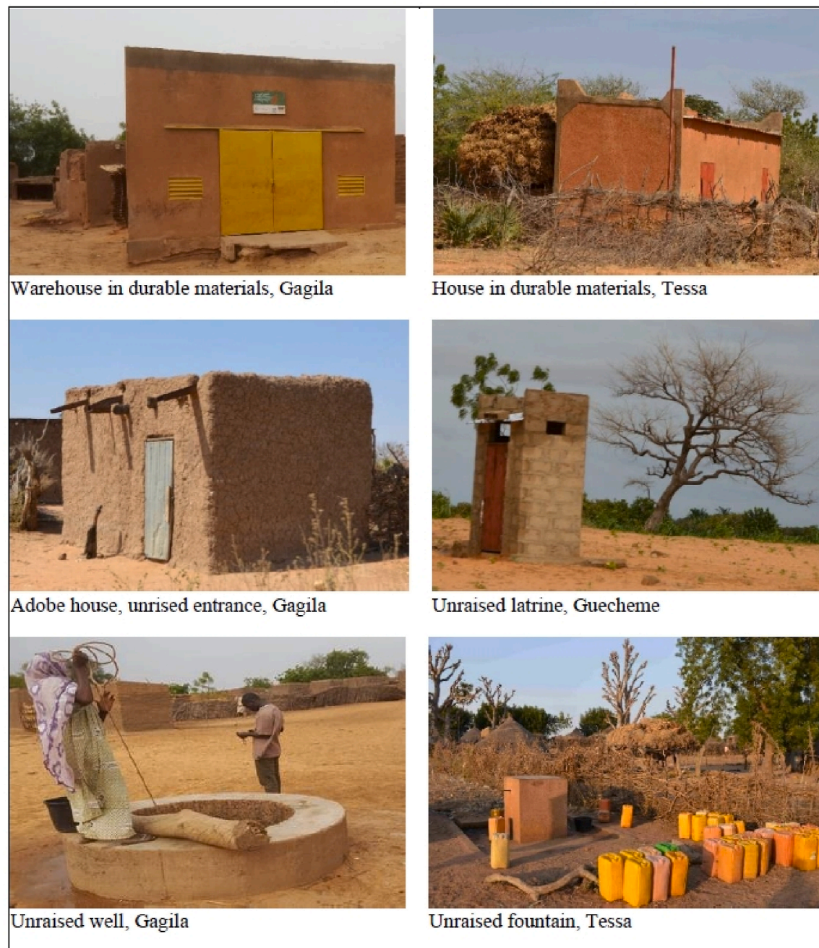 Warehouse in durable materials, Gagila
House in durable materials, Tessa
Adobe house, unrised entrance, Gagila
Unraised latrine, Guecheme
Unraised well, Gagila
Unraised fountain, Tessa